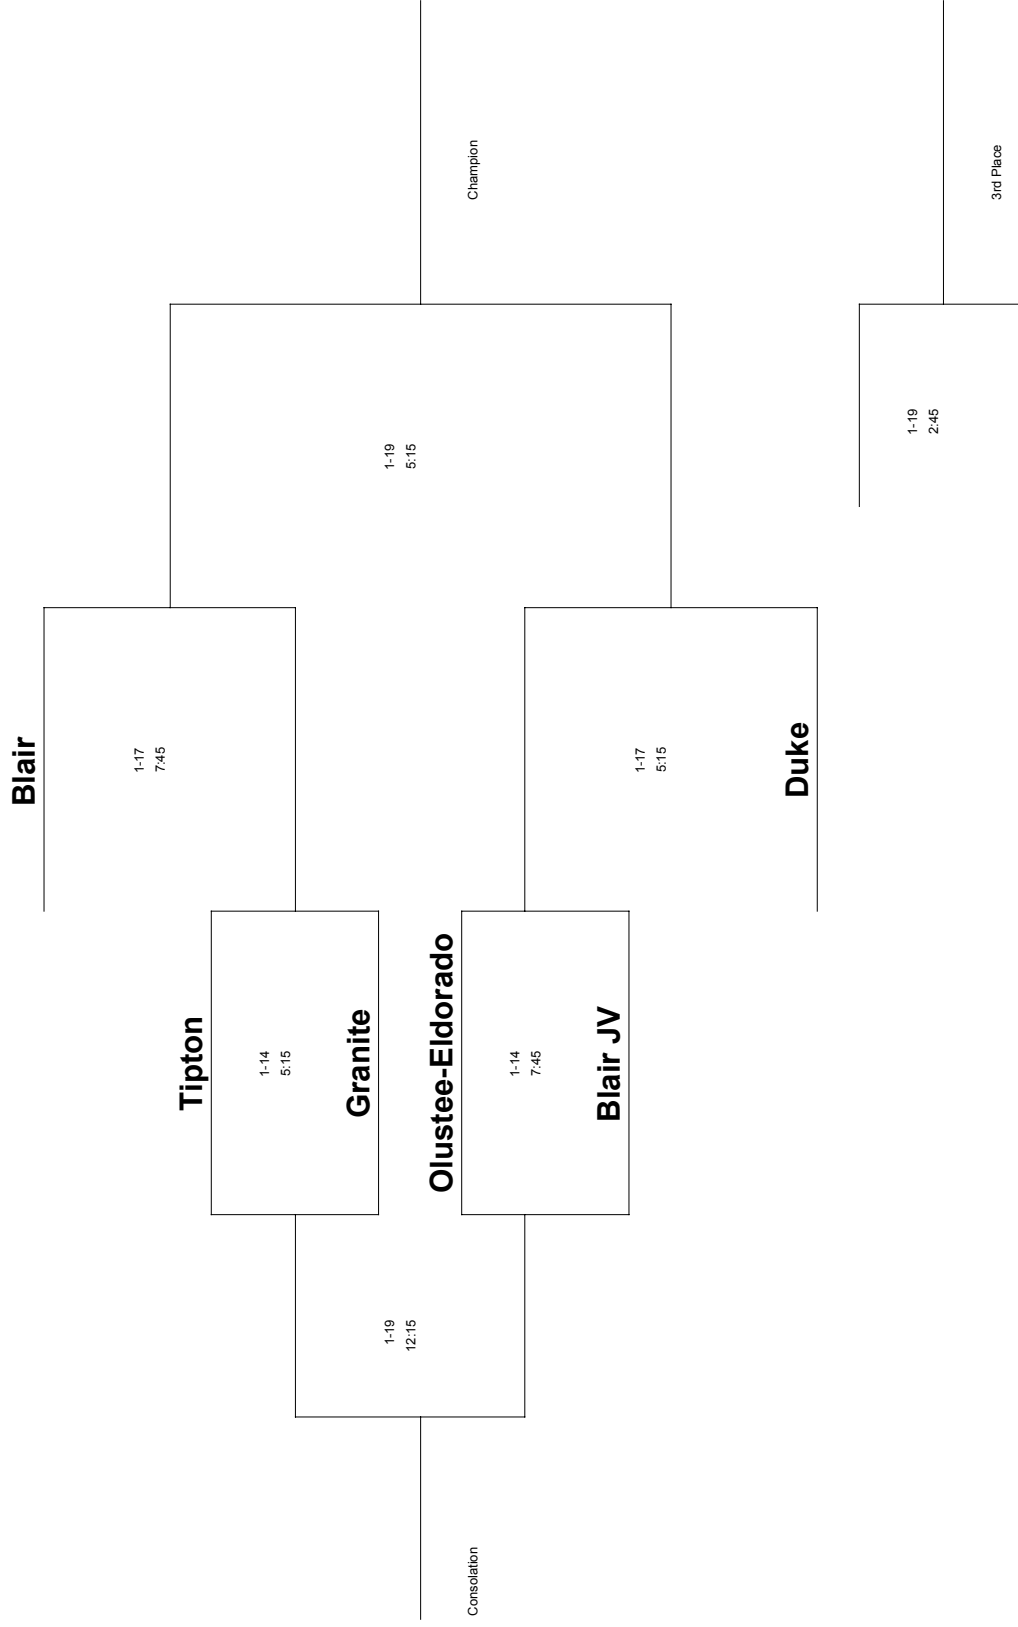 Blair
1-17
7:45
Tipton
1-14
5:15
Granite
1-19
5:15
Champion
1-19
12:15
Consolation
Olustee-Eldorado
1-14
7:45
Blair JV
1-17
5:15
Duke
1-19
2:45
3rd Place